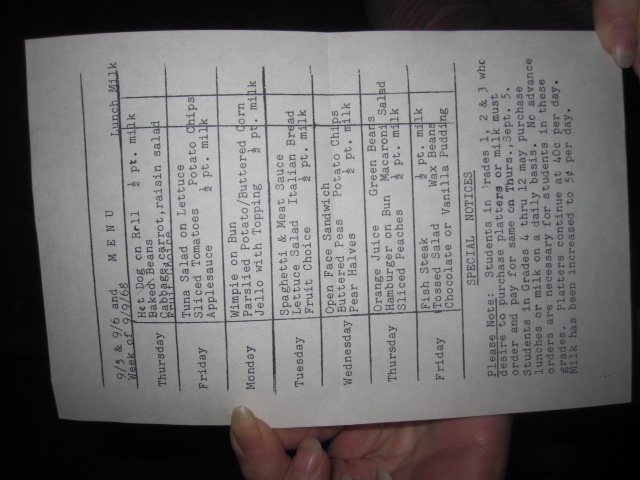 9/5 & 9/6 and M E N U
Week of 9/9/68 Lunch Milk
Thursday Hot Dog on Roll ½ pt. milk
Baked Beans
Cabbage, carrot, raisin salad
Fruit Choice
Friday Tuna Salad on Lettuce
Sliced Tomatoes Potato Chips
Applesauce ½ pt. milk
Monday Wimpie on Bun
Parslied Potato/Buttered Corn
Jello with Topping ½ pt. milk
Tuesday Spaghetti & Meat Sauce
Lettuce Salad Italian Bread
Fruit Choice ½ pt. milk
Wednesday Open Face Sandwich
Buttered Peas Potato Chips
Pear Halves ½ pt. milk
Thursday Orange Juice Green Beans
Hamburger on Bun Macaroni Salad
Sliced Peaches ½ pt. milk
Friday Fish Steak ½ pt. milk
Tossed Salad Wax Beans
Chocolate or Vanilla Pudding
SPECIAL NOTICES
Please Note: Students in Grades 1, 2 & 3 who
desire to purchase platters or milk must
order and pay for same on Thurs., Sept. 5.
Students in Grades 4 thru 12 may purchase
lunches or milk on a daily basis. No advance
orders are necessary for students in these
grades. Platters continue at 40¢ per day.
Milk has been increased to 5¢ per day.